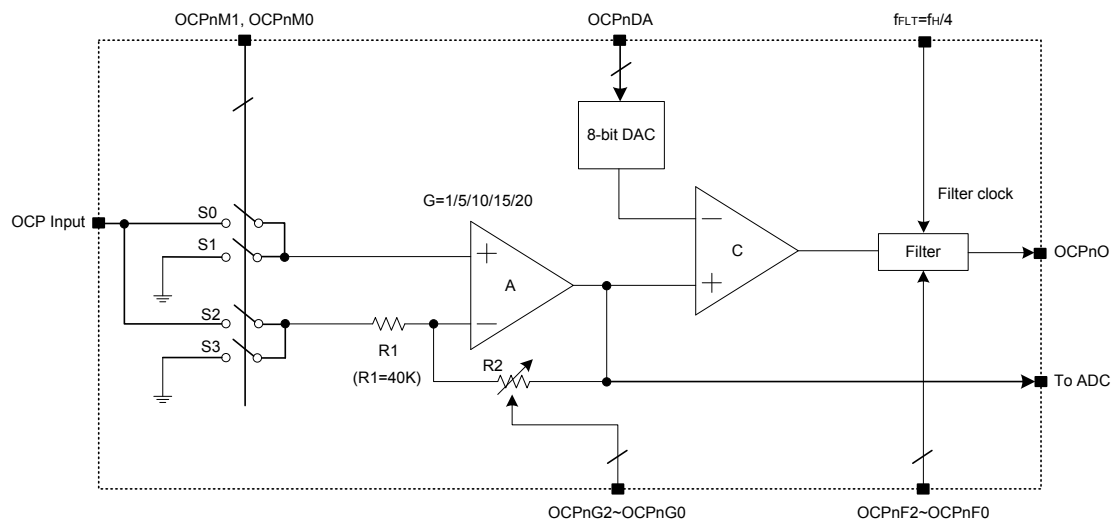 OCPnM1, OCPnM0
OCPnDA
fFLT=fH/4
8-bit DAC
G=1/5/10/15/20
Filter clock
OCP Input
S0
S1
S2
S3
A
C
Filter
OCPnO
R1
(R1=40K)
R2
To ADC
OCPnG2~OCPnG0
OCPnF2~OCPnF0